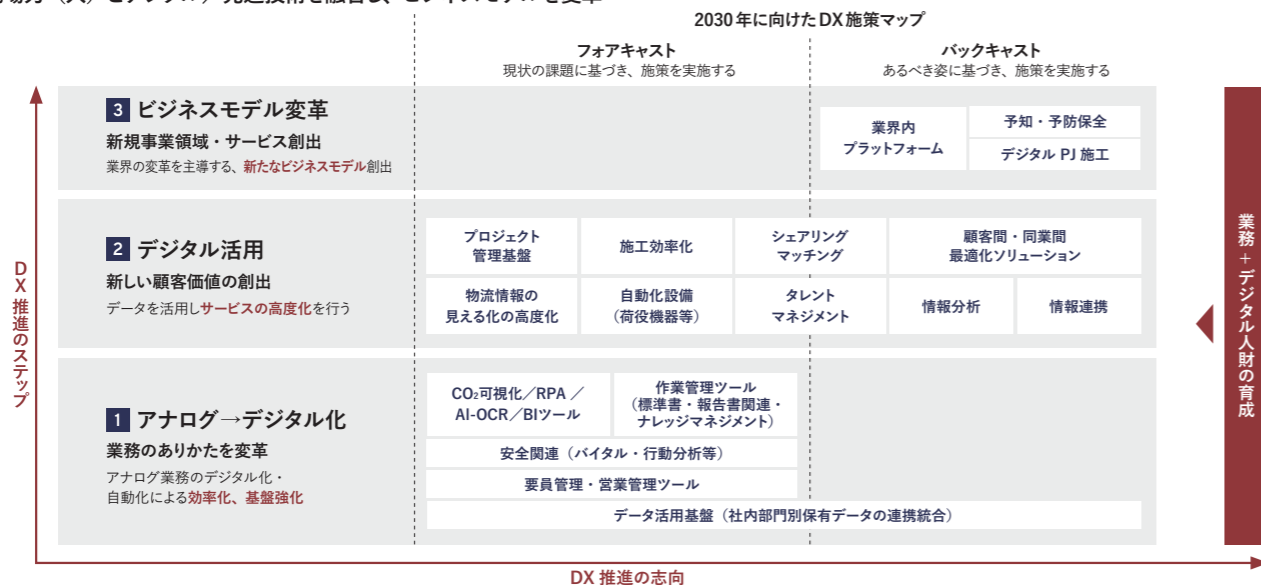 2030年に向けたDX施策マップ
フォアキャスト
現状の課題に基づき、施策を実施する
バックキャスト
あるべき姿に基づき、施策を実施する
DX推進のステップ
3 ビジネスモデル変革
新規事業領域・サービス創出
業界の変革を主導する、新たなビジネスモデル創出
業界内
プラットフォーム
予知・予防保全
デジタル PJ 施工
2 デジタル活用
新しい顧客価値の創出
データを活用しサービスの高度化を行う
プロジェクト
管理基盤
施工効率化
シェアリング
マッチング
顧客間・同業間
最適化ソリューション
物流情報の
見える化の高度化
自動化設備
(荷役機器等)
タレント
マネジメント
情報分析
情報連携
1 アナログ→デジタル化
業務のありかたを変革
アナログ業務のデジタル化・
自動化による効率化、基盤強化
CO₂可視化／RPA／
AI-OCR／BIツール
作業管理ツール
(標準書・報告書関連・
ナレッジマネジメント)
安全関連（バイタル・行動分析等）
要員管理・営業管理ツール
データ活用基盤（社内部門別保有データの連携統合）
業務＋デジタル人財の育成
DX 推進の志向